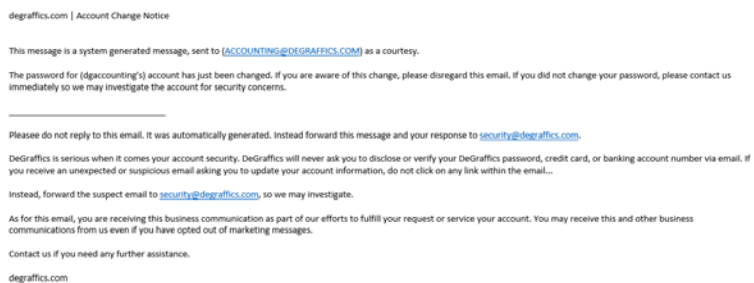 degraffics.com | Account Change Notice
This message is a system generated message, sent to (ACCOUNTING@DEGRAFFICS.COM) as a courtesy.
The password for (dgaccounting's) account has just been changed. If you are aware of this change, please disregard this email. If you did not change your password, please contact us
immediately so we may investigate the account for security concerns.
Pleasee do not reply to this email. It was automatically generated. Instead forward this message and your response to security@degraffics.com.
DeGraffics is serious when it comes your account security. DeGraffics will never ask you to disclose or verify your DeGraffics password, credit card, or banking account number via email. If
you receive an unexpected or suspicious email asking you to update your account information, do not click on any link within the email...
Instead, forward the suspect email to security@degraffics.com, so we may investigate.
As for this email, you are receiving this business communication as part of our efforts to fulfill your request or service your account. You may receive this and other business
communications from us even if you have opted out of marketing messages.
Contact us if you need any further assistance.
degraffics.com